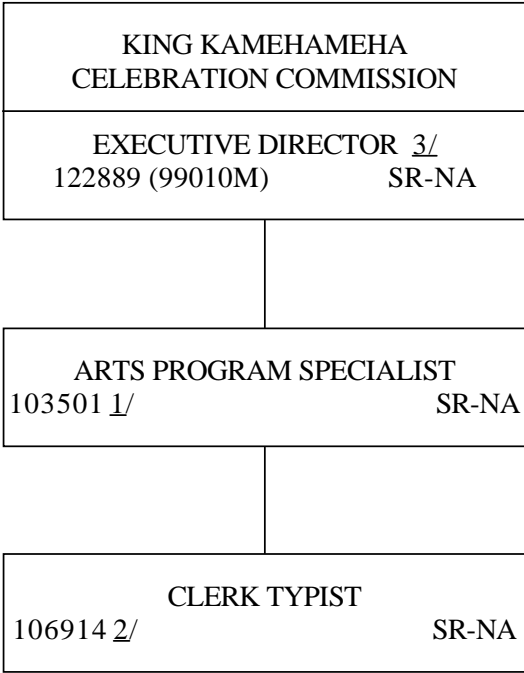 KING KAMEHAMEHA
CELEBRATION COMMISSION
EXECUTIVE DIRECTOR 3/
122889 (99010M) SR-NA
ARTS PROGRAM SPECIALIST
103501 1/ SR-NA
CLERK TYPIST
106914 2/ SR-NA